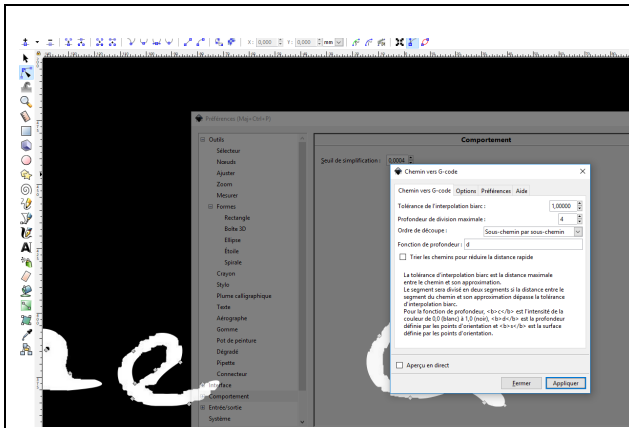 X: 0,000 Y: 0,000 mm
Préférences (Maj+Ctrl+P)
Outils
Sélecteur
Nœuds
Ajuster
Zoom
Mesurer
Formes
Rectangle
Boîte 3D
Ellipse
Étoile
Spirale
Crayon
Stylo
Plume calligraphique
Texte
Aérographe
Gomme
Pot de peinture
Dégradé
Pipette
Connecteur
Interface
Comportement
Entrée/sortie
Système
Comportement
Seuil de simplification : 0,0004
Chemin vers G-code
Chemin vers G-code Options Préférences Aide
Tolérance de l'interpolation biarc : 1,00000
Profondeur de division maximale : 4
Ordre de découpe : Sous-chemin par sous-chemin
Fonction de profondeur : d
Trier les chemins pour réduire la distance rapide
La tolérance d'interpolation biarc est la distance maximale
entre le chemin et son approximation.
Le segment sera divisé en deux segments si la distance entre le
segment du chemin et son approximation dépasse la tolérance
d'interpolation biarc.
Pour la fonction de profondeur, <b>c</b> est l'intensité de la
couleur de 0,0 (blanc) à 1,0 (noir), <b>d</b> est la profondeur
définie par les points d'orientation et <b>s</b> est la surface
définie par les points d'orientation.
Aperçu en direct
Fermer Appliquer